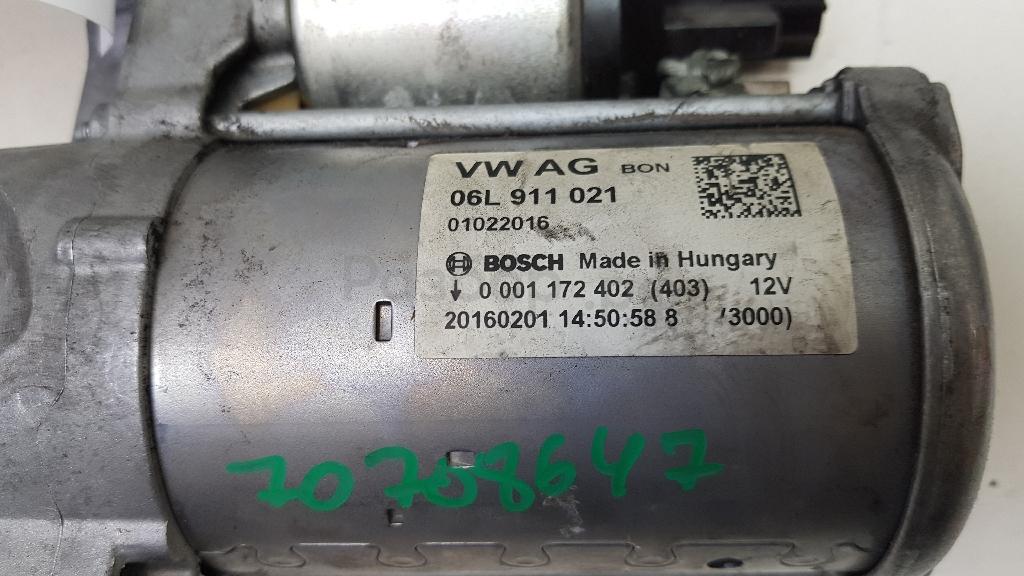 VW AG BON
06L 911 021
01022016
BOSCH Made in Hungary
0 001 172 402 (403) 12V
20160201 14:50:58 8 /3000)
70708647